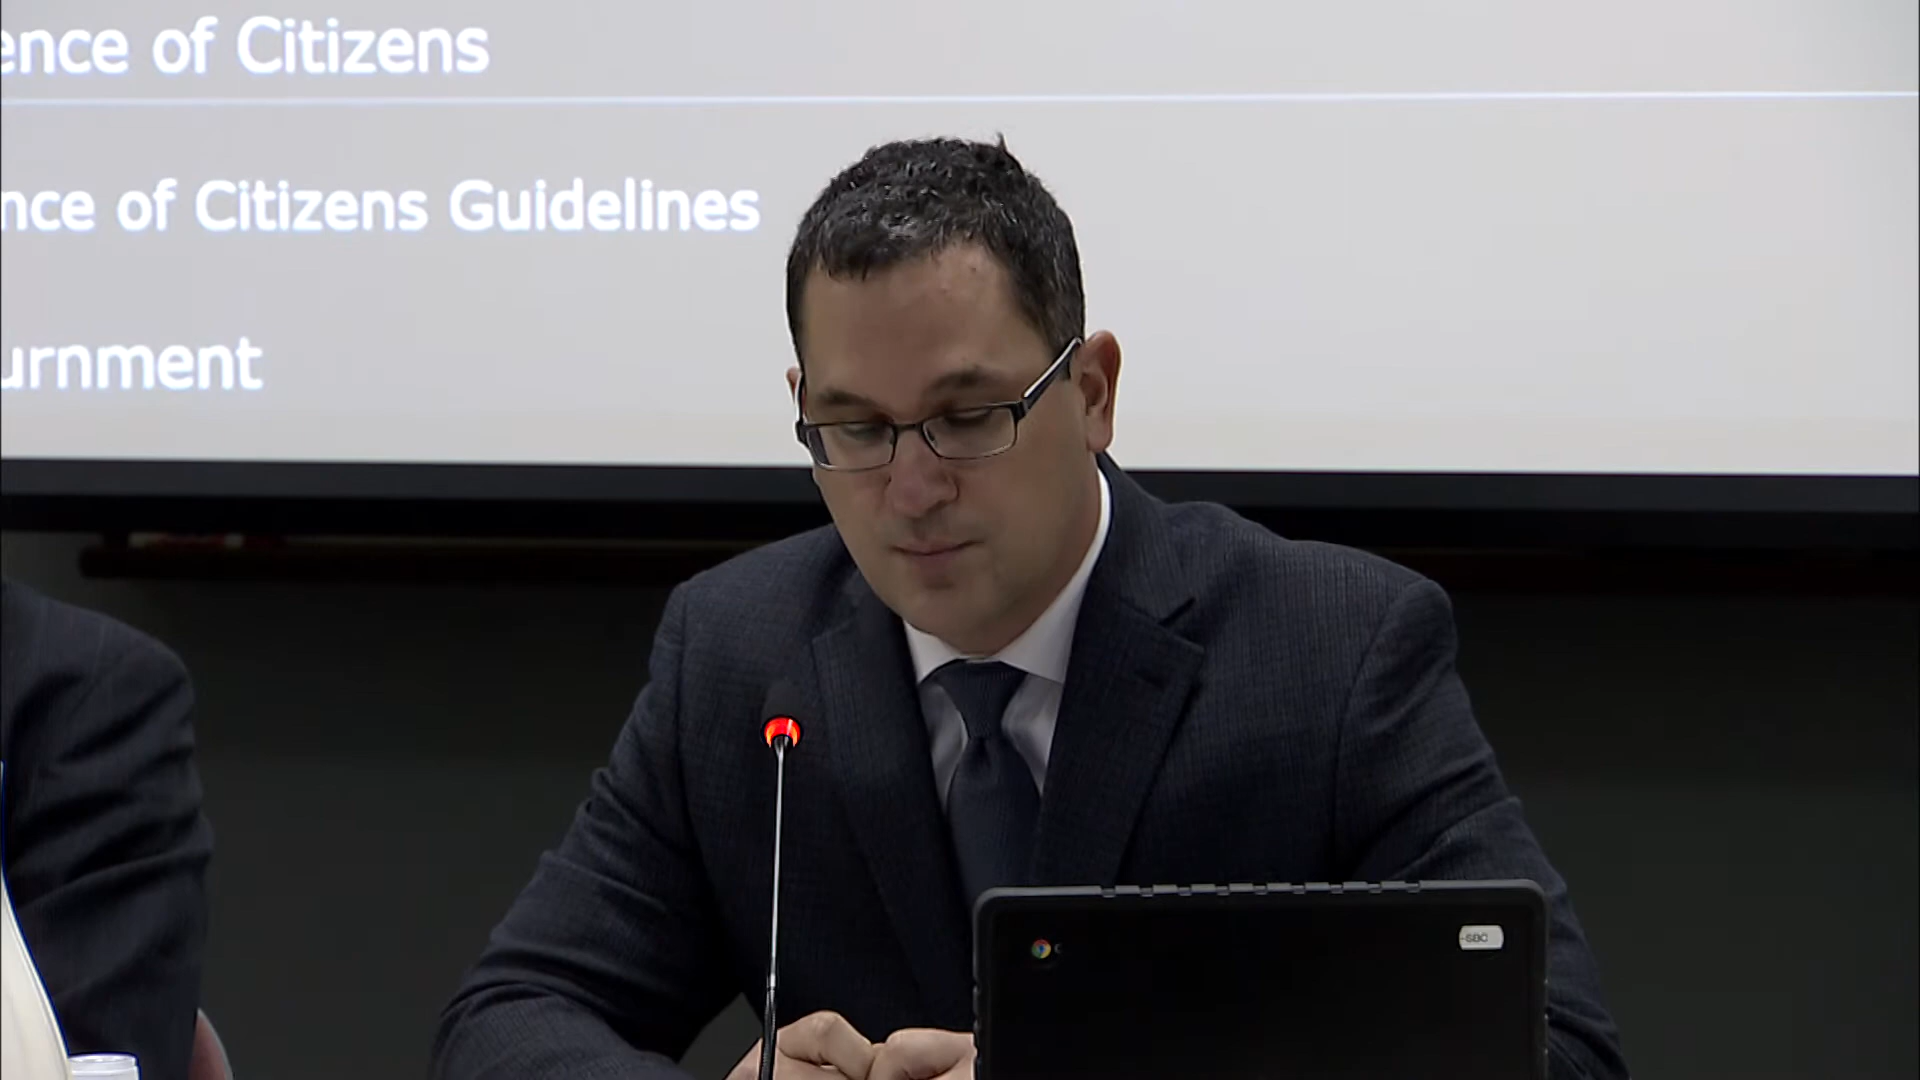 ence of Citizens
nce of Citizens Guidelines
urnment
-SBC